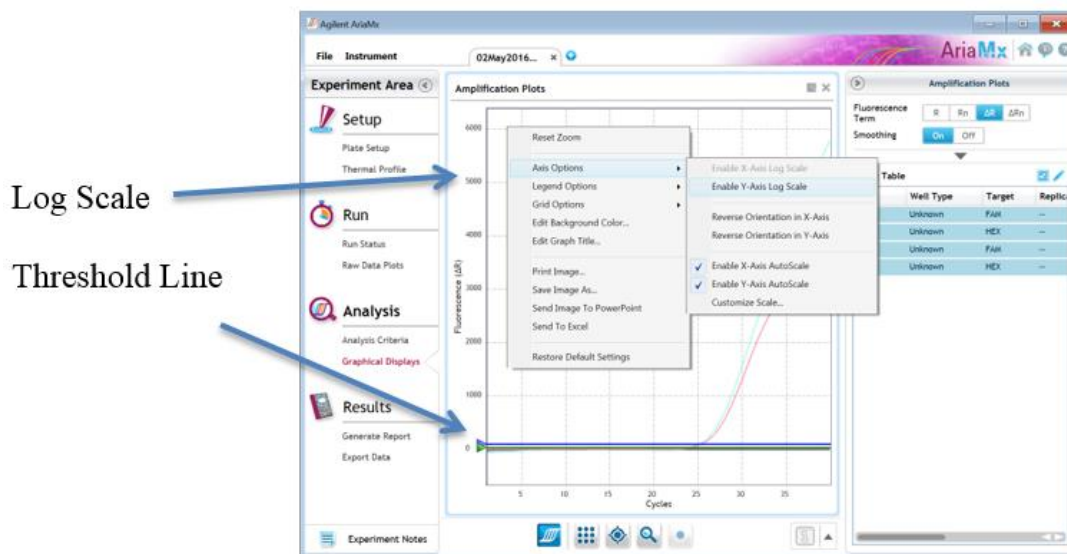 Agilent AriaMx
File Instrument
02May2016...
AriaMx
Experiment Area
Setup
Plate Setup
Thermal Profile
Run
Run Status
Raw Data Plots
Analysis
Analysis Criteria
Graphical Displays
Results
Generate Report
Export Data
Experiment Notes
Log Scale
Threshold Line
Amplification Plots
6000
5000
4000
3000
2000
1000
0
Fluorescence (ΔR)
5 10 15 20 25 30 35
Cycles
Reset Zoom
Axis Options
Legend Options
Grid Options
Edit Background Color...
Edit Graph Title...
Print Image...
Save Image As...
Send Image To PowerPoint
Send To Excel
Restore Default Settings
Enable X-Axis Log Scale
Enable Y-Axis Log Scale
Reverse Orientation in X-Axis
Reverse Orientation in Y-Axis
Enable X-Axis AutoScale
Enable Y-Axis AutoScale
Customize Scale...
Amplification Plots
Fluorescence Term
R Rn ΔR ΔRn
Smoothing
On Off
Table
Well Type Target Replic
Unknown FAM --
Unknown HEX --
Unknown FAM --
Unknown HEX --